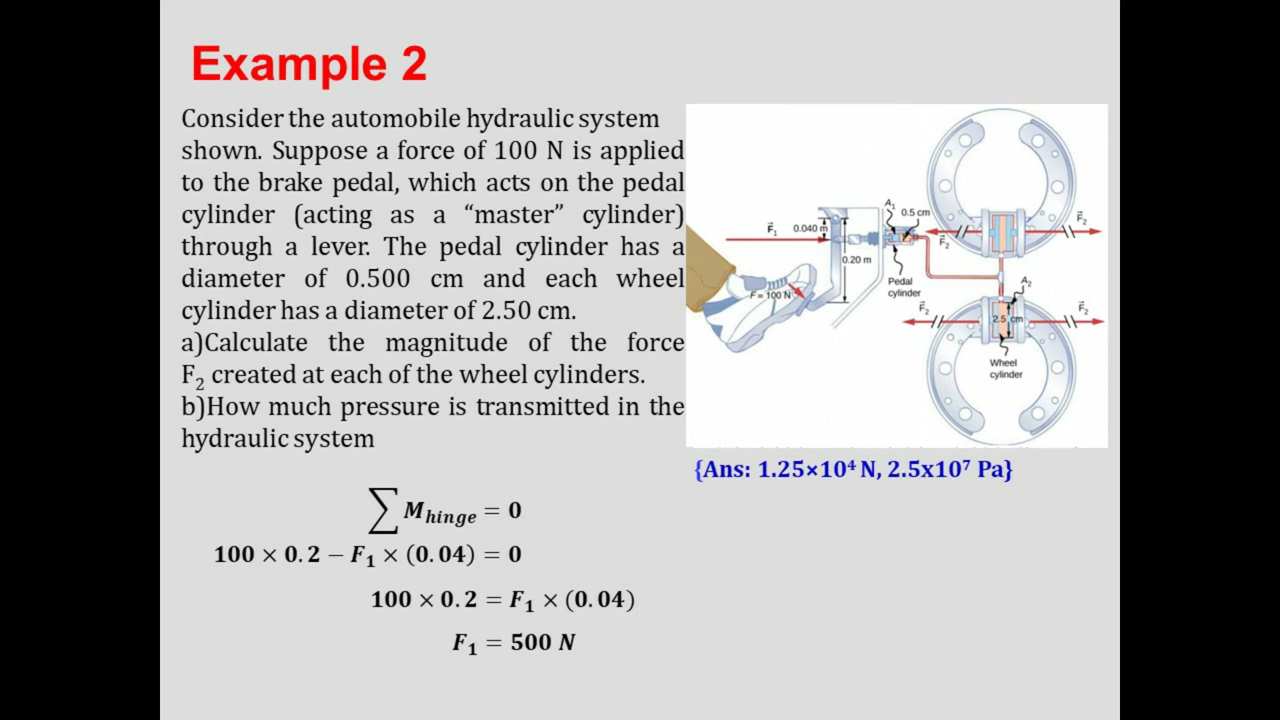 Example 2
Consider the automobile hydraulic system
shown. Suppose a force of 100 N is applied
to the brake pedal, which acts on the pedal
cylinder (acting as a “master” cylinder)
through a lever. The pedal cylinder has a
diameter of 0.500 cm and each wheel
cylinder has a diameter of 2.50 cm.
a)Calculate the magnitude of the force
F₂ created at each of the wheel cylinders.
b)How much pressure is transmitted in the
hydraulic system
F₁
0.040 m
A₁
0.5 cm
0.20 m
F = 100 N
Pedal
cylinder
F₂
F₂
A₂
F₂
F₂
2.5 cm
Wheel
cylinder
{Ans: 1.25×10⁴ N, 2.5x10⁷ Pa}
∑ M_hinge = 0
100 × 0.2 − F₁ × (0.04) = 0
100 × 0.2 = F₁ × (0.04)
F₁ = 500 N